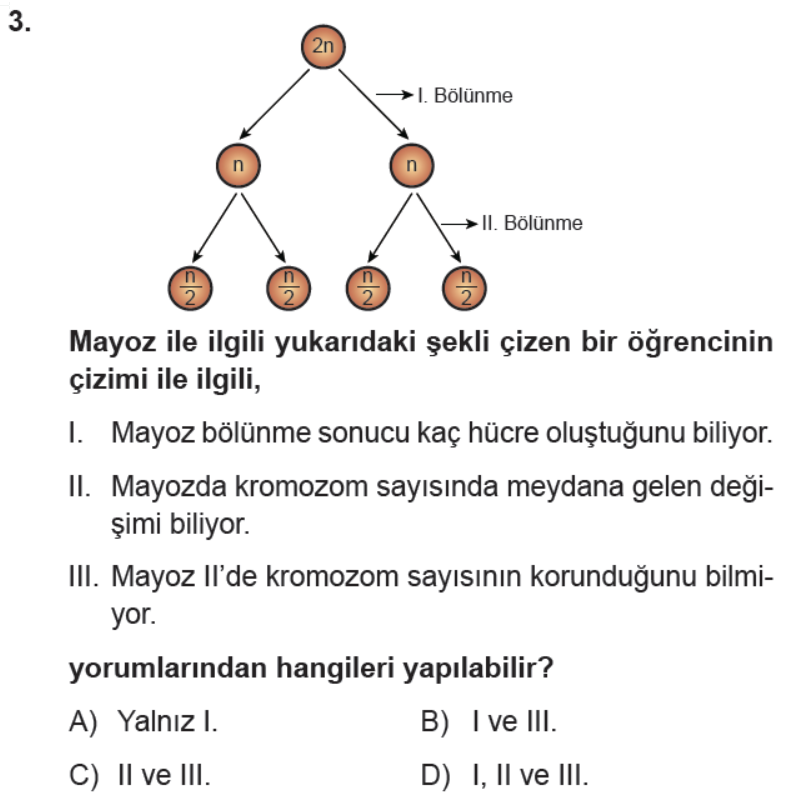 3.
2n
I. Bölünme
n n
II. Bölünme
n/2 n/2 n/2 n/2
Mayoz ile ilgili yukarıdaki şekli çizen bir öğrencinin
çizimi ile ilgili,
I. Mayoz bölünme sonucu kaç hücre oluştuğunu biliyor.
II. Mayozda kromozom sayısında meydana gelen deği-
şimi biliyor.
III. Mayoz II’de kromozom sayısının korunduğunu bilmi-
yor.
yorumlarından hangileri yapılabilir?
A) Yalnız I. B) I ve III.
C) II ve III. D) I, II ve III.